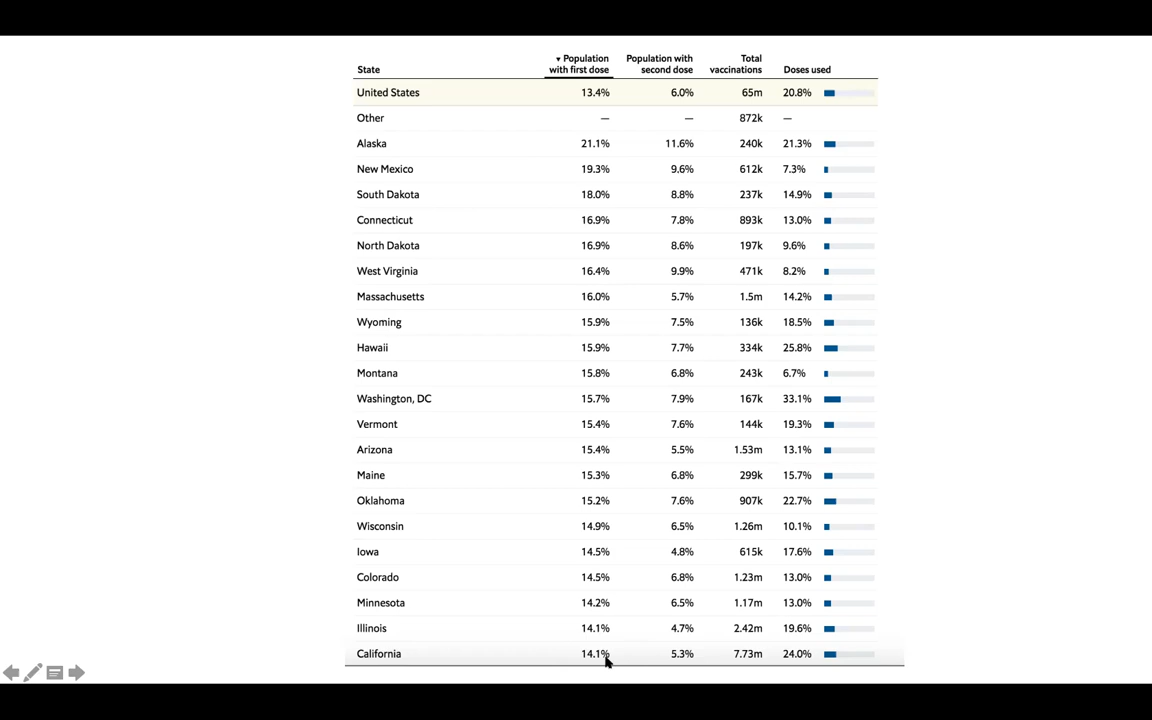 State ▼ Population with first dose Population with second dose Total vaccinations Doses used
United States 13.4% 6.0% 65m 20.8%
Other — — 872k —
Alaska 21.1% 11.6% 240k 21.3%
New Mexico 19.3% 9.6% 612k 7.3%
South Dakota 18.0% 8.8% 237k 14.9%
Connecticut 16.9% 7.8% 893k 13.0%
North Dakota 16.9% 8.6% 197k 9.6%
West Virginia 16.4% 9.9% 471k 8.2%
Massachusetts 16.0% 5.7% 1.5m 14.2%
Wyoming 15.9% 7.5% 136k 18.5%
Hawaii 15.9% 7.7% 334k 25.8%
Montana 15.8% 6.8% 243k 6.7%
Washington, DC 15.7% 7.9% 167k 33.1%
Vermont 15.4% 7.6% 144k 19.3%
Arizona 15.4% 5.5% 1.53m 13.1%
Maine 15.3% 6.8% 299k 15.7%
Oklahoma 15.2% 7.6% 907k 22.7%
Wisconsin 14.9% 6.5% 1.26m 10.1%
Iowa 14.5% 4.8% 615k 17.6%
Colorado 14.5% 6.8% 1.23m 13.0%
Minnesota 14.2% 6.5% 1.17m 13.0%
Illinois 14.1% 4.7% 2.42m 19.6%
California 14.1% 5.3% 7.73m 24.0%